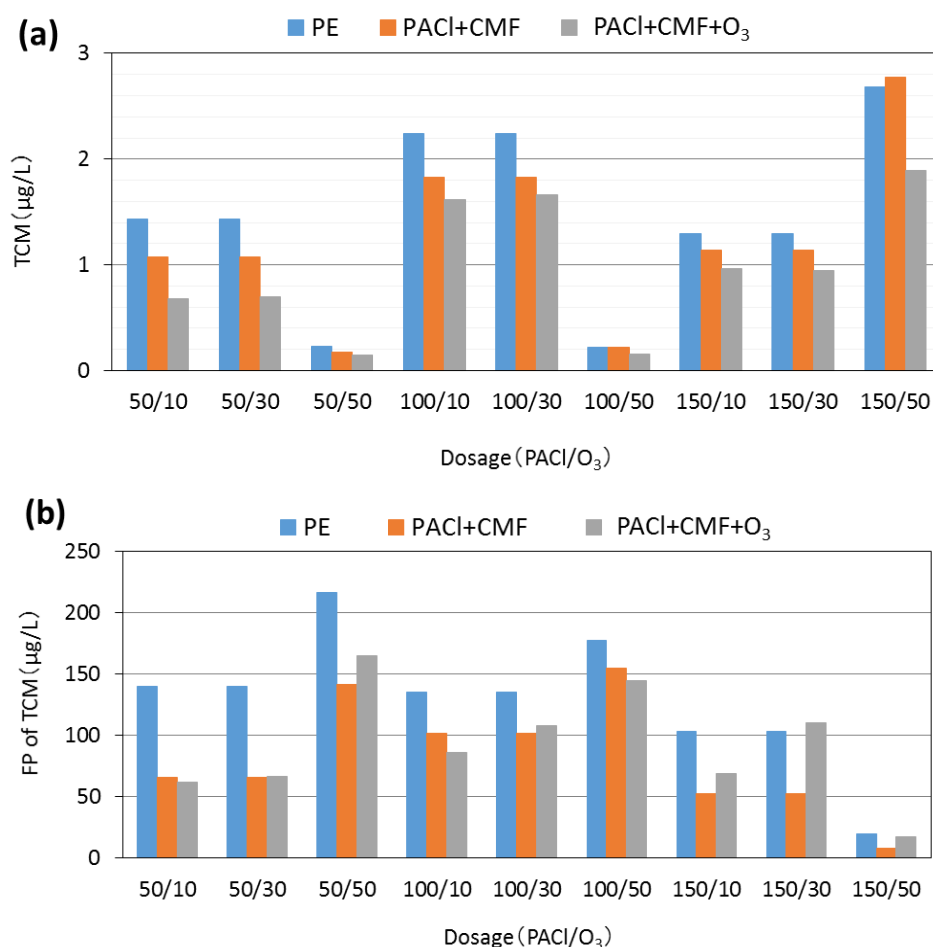 (a)
PE PACl+CMF PACl+CMF+O₃
3
2
1
0
TCM(μg/L)
50/10 50/30 50/50 100/10 100/30 100/50 150/10 150/30 150/50
Dosage(PACl/O₃)
(b)
PE PACl+CMF PACl+CMF+O₃
250
200
150
100
50
0
FP of TCM(μg/L)
50/10 50/30 50/50 100/10 100/30 100/50 150/10 150/30 150/50
Dosage(PACl/O₃)